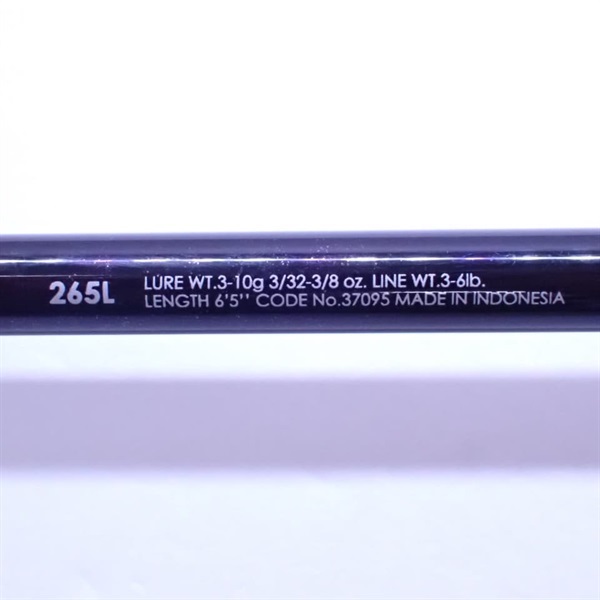 265L
LURE WT.3-10g 3/32-3/8 oz. LINE WT.3-6lb.
LENGTH 6'5'' CODE No.37095 MADE IN INDONESIA